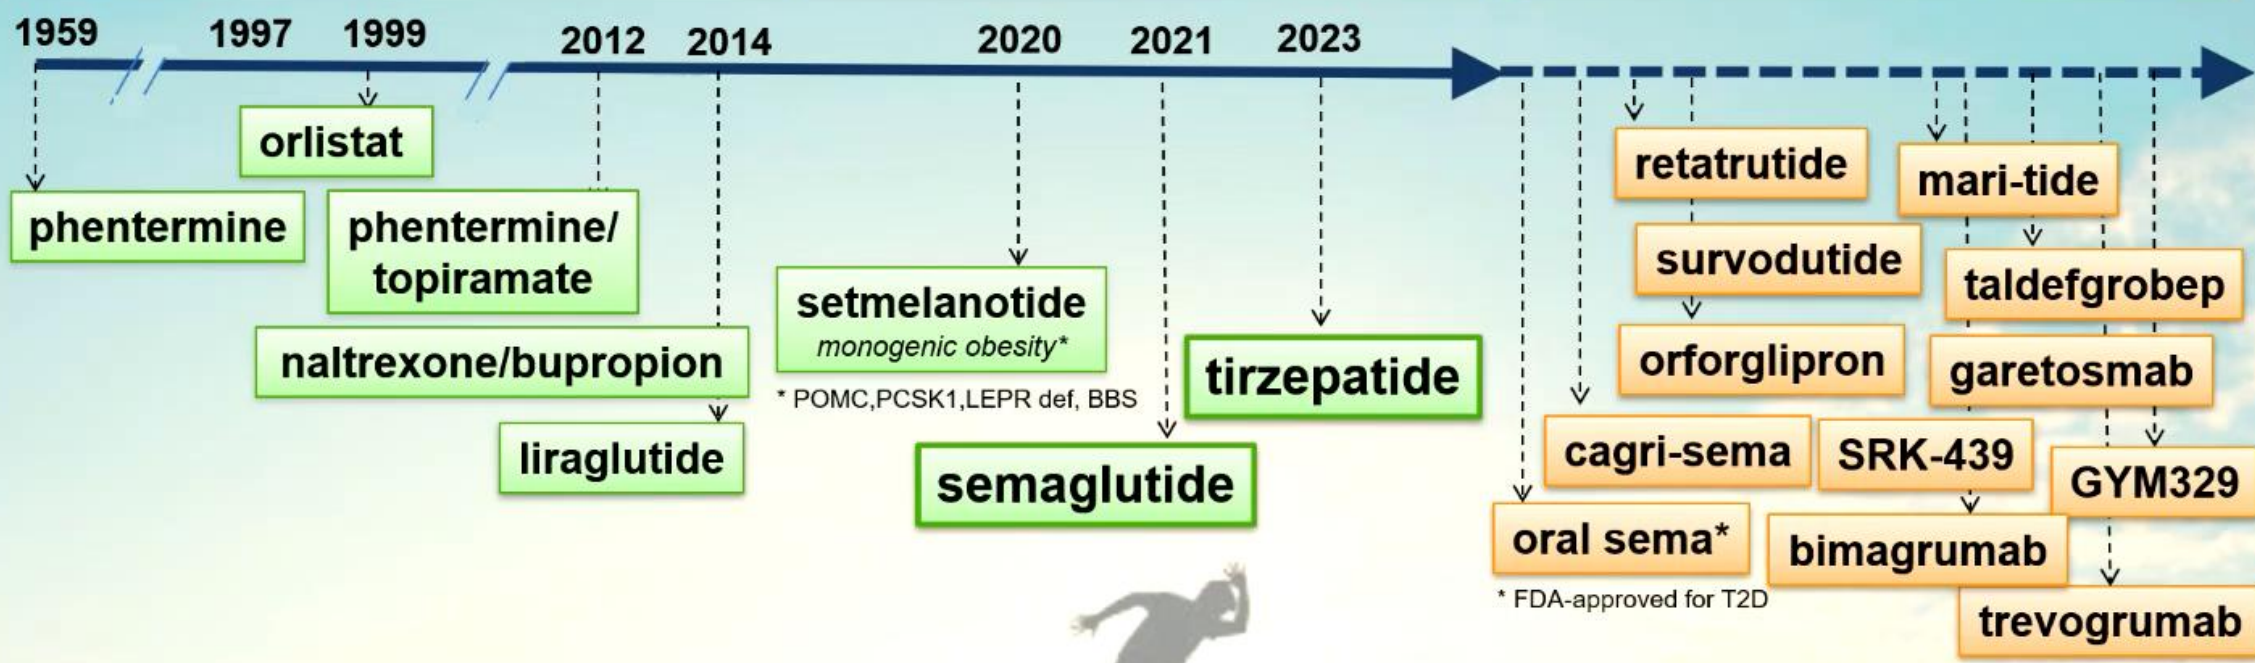 1959
1997
1999
2012
2014
2020
2021
2023
orlistat
phentermine
phentermine/
topiramate
naltrexone/bupropion
liraglutide
setmelanotide
monogenic obesity*
* POMC,PCSK1,LEPR def, BBS
semaglutide
tirzepatide
retatrutide
survodutide
orforglipron
cagri-sema
oral sema*
* FDA-approved for T2D
mari-tide
taldefgrobep
garetosmab
SRK-439
GYM329
bimagrumab
trevogrumab